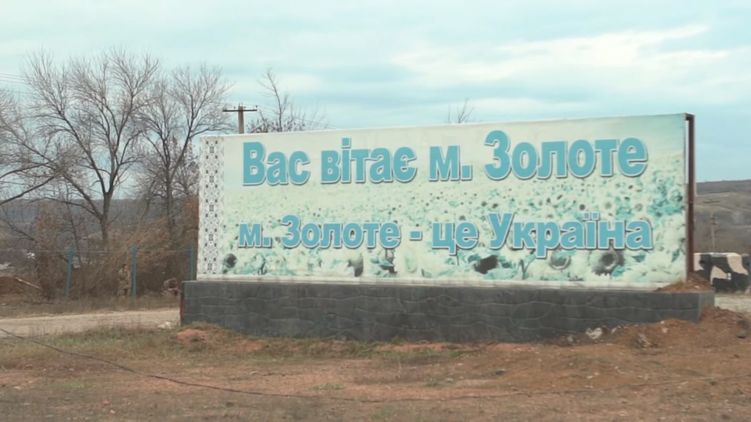 Вас вітає м. Золоте
м. Золоте - це Україна